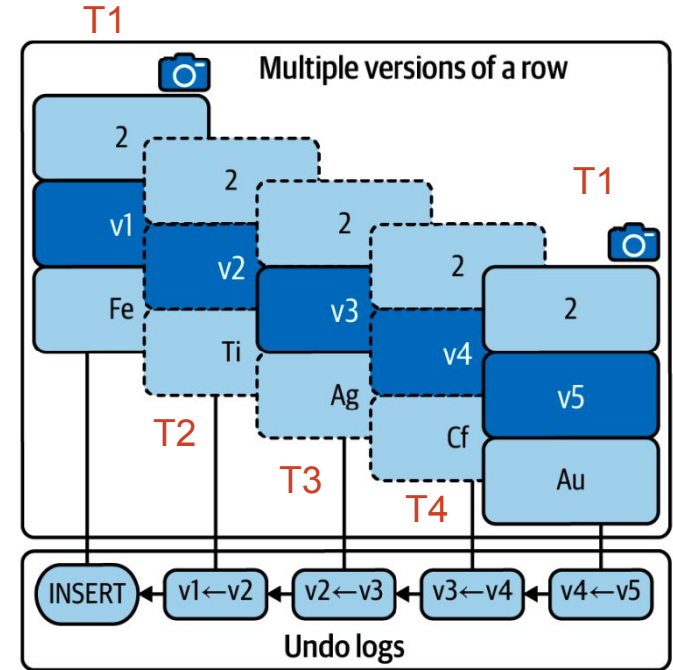 T1
Multiple versions of a row
2
v1
Fe
2
v2
Ti
T2
2
v3
Ag
T3
2
v4
Cf
T4
T1
2
v5
Au
INSERT
v1←v2
v2←v3
v3←v4
v4←v5
Undo logs